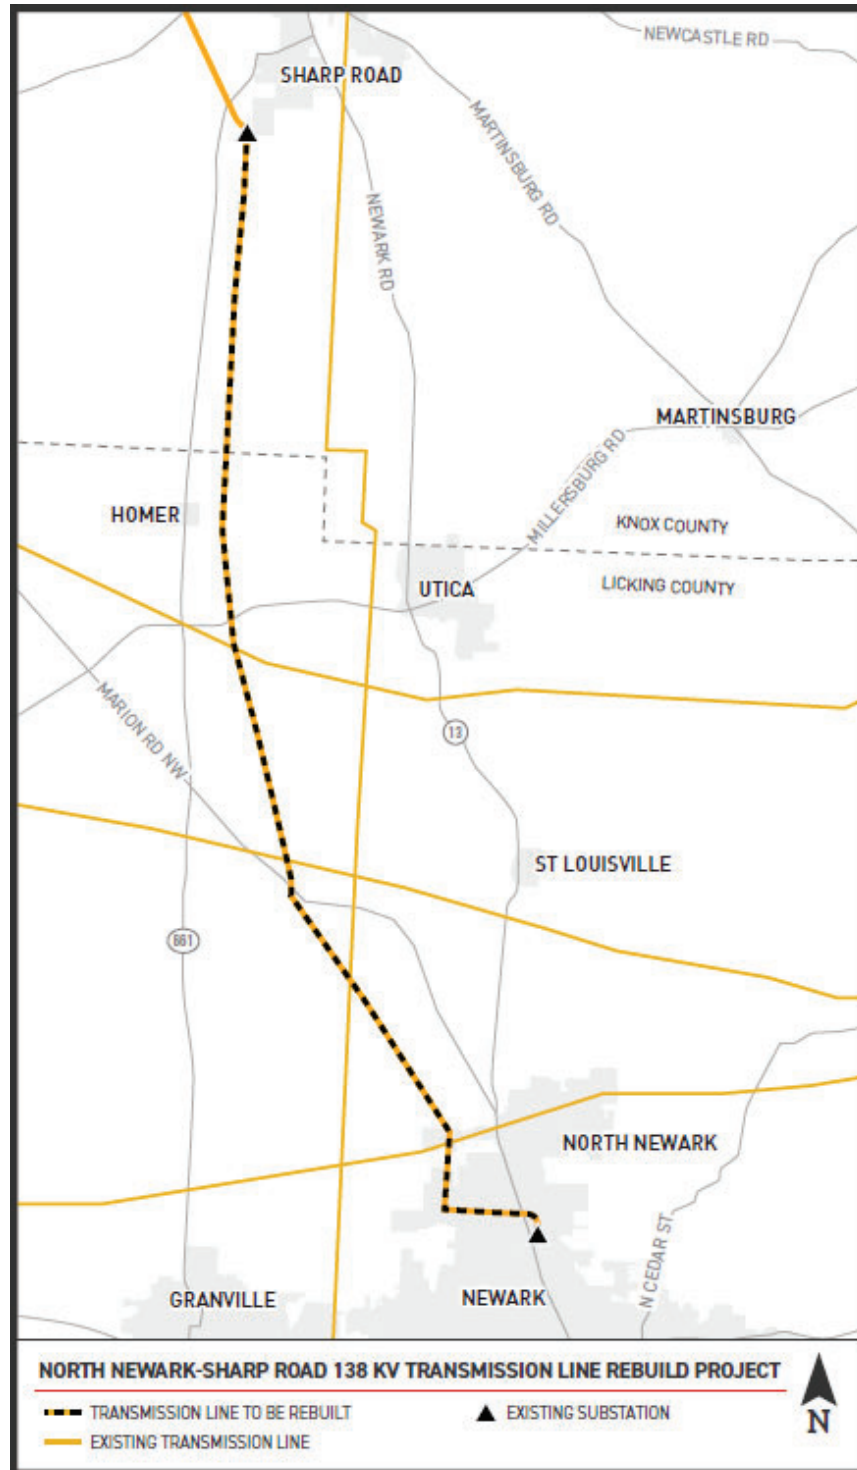 NEWCASTLE RD
SHARP ROAD
MARTINSBURG RD
NEWARK RD
MARTINSBURG
MILLERSBURG RD
HOMER
KNOX COUNTY
UTICA
LICKING COUNTY
MARION RD NW
13
ST LOUISVILLE
661
NORTH NEWARK
N CEDAR ST
GRANVILLE
NEWARK
NORTH NEWARK-SHARP ROAD 138 KV TRANSMISSION LINE REBUILD PROJECT
TRANSMISSION LINE TO BE REBUILT
EXISTING SUBSTATION
EXISTING TRANSMISSION LINE
N